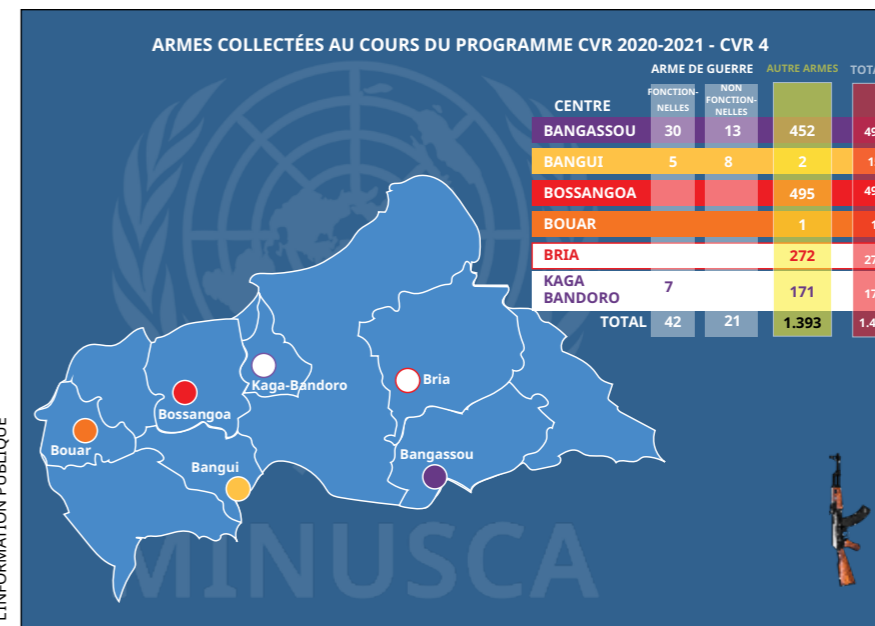 ARMES COLLECTÉES AU COURS DU PROGRAMME CVR 2020-2021 - CVR 4
ARME DE GUERRE AUTRE ARMES
CENTRE FONCTION-NELLES NON FONCTION-NELLES
BANGASSOU 30 13 452
BANGUI 5 8 2
BOSSANGOA 495
BOUAR 1
BRIA 272
KAGA
BANDORO 7 171
TOTAL 42 21 1.393
Kaga-Bandoro
Bria
Bossangoa
Bouar
Bangui
Bangassou
MINUSCA
L'INFORMATION PUBLIQUE